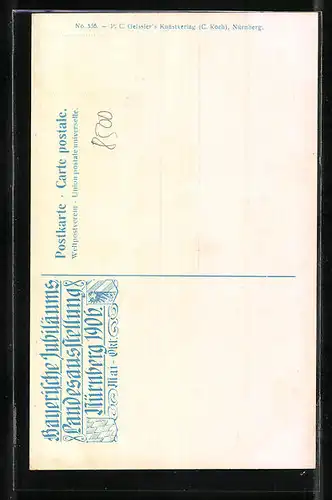 No. 536. – P. C. Geissler's Kunstverlag (C. Koch), Nürnberg.
Postkarte · Carte postale.
Weltpostverein – Union postale universelle.
8500
Bayerische Jubiläums
Landesausstellung
Nürnberg 1906
Mai - Okt